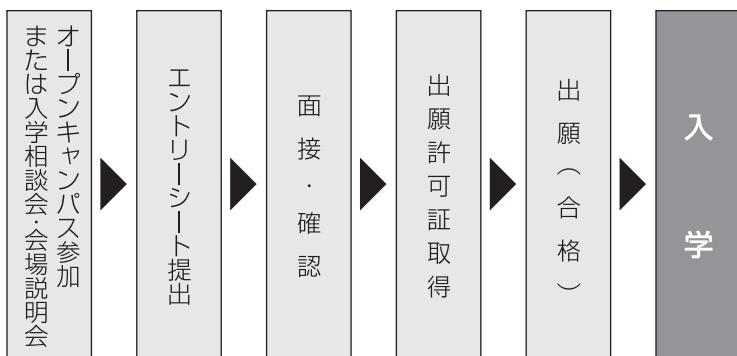 オープンキャンパス参加
または入学相談会・会場説明会
エントリーシート提出
面接・確認
出願許可証取得
出願（合格）
入学